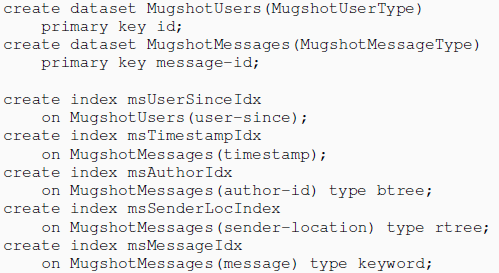 create dataset MugshotUsers(MugshotUserType)
primary key id;
create dataset MugshotMessages(MugshotMessageType)
primary key message-id;
create index msUserSinceIdx
on MugshotUsers(user-since);
create index msTimestampIdx
on MugshotMessages(timestamp);
create index msAuthorIdx
on MugshotMessages(author-id) type btree;
create index msSenderLocIndex
on MugshotMessages(sender-location) type rtree;
create index msMessageIdx
on MugshotMessages(message) type keyword;